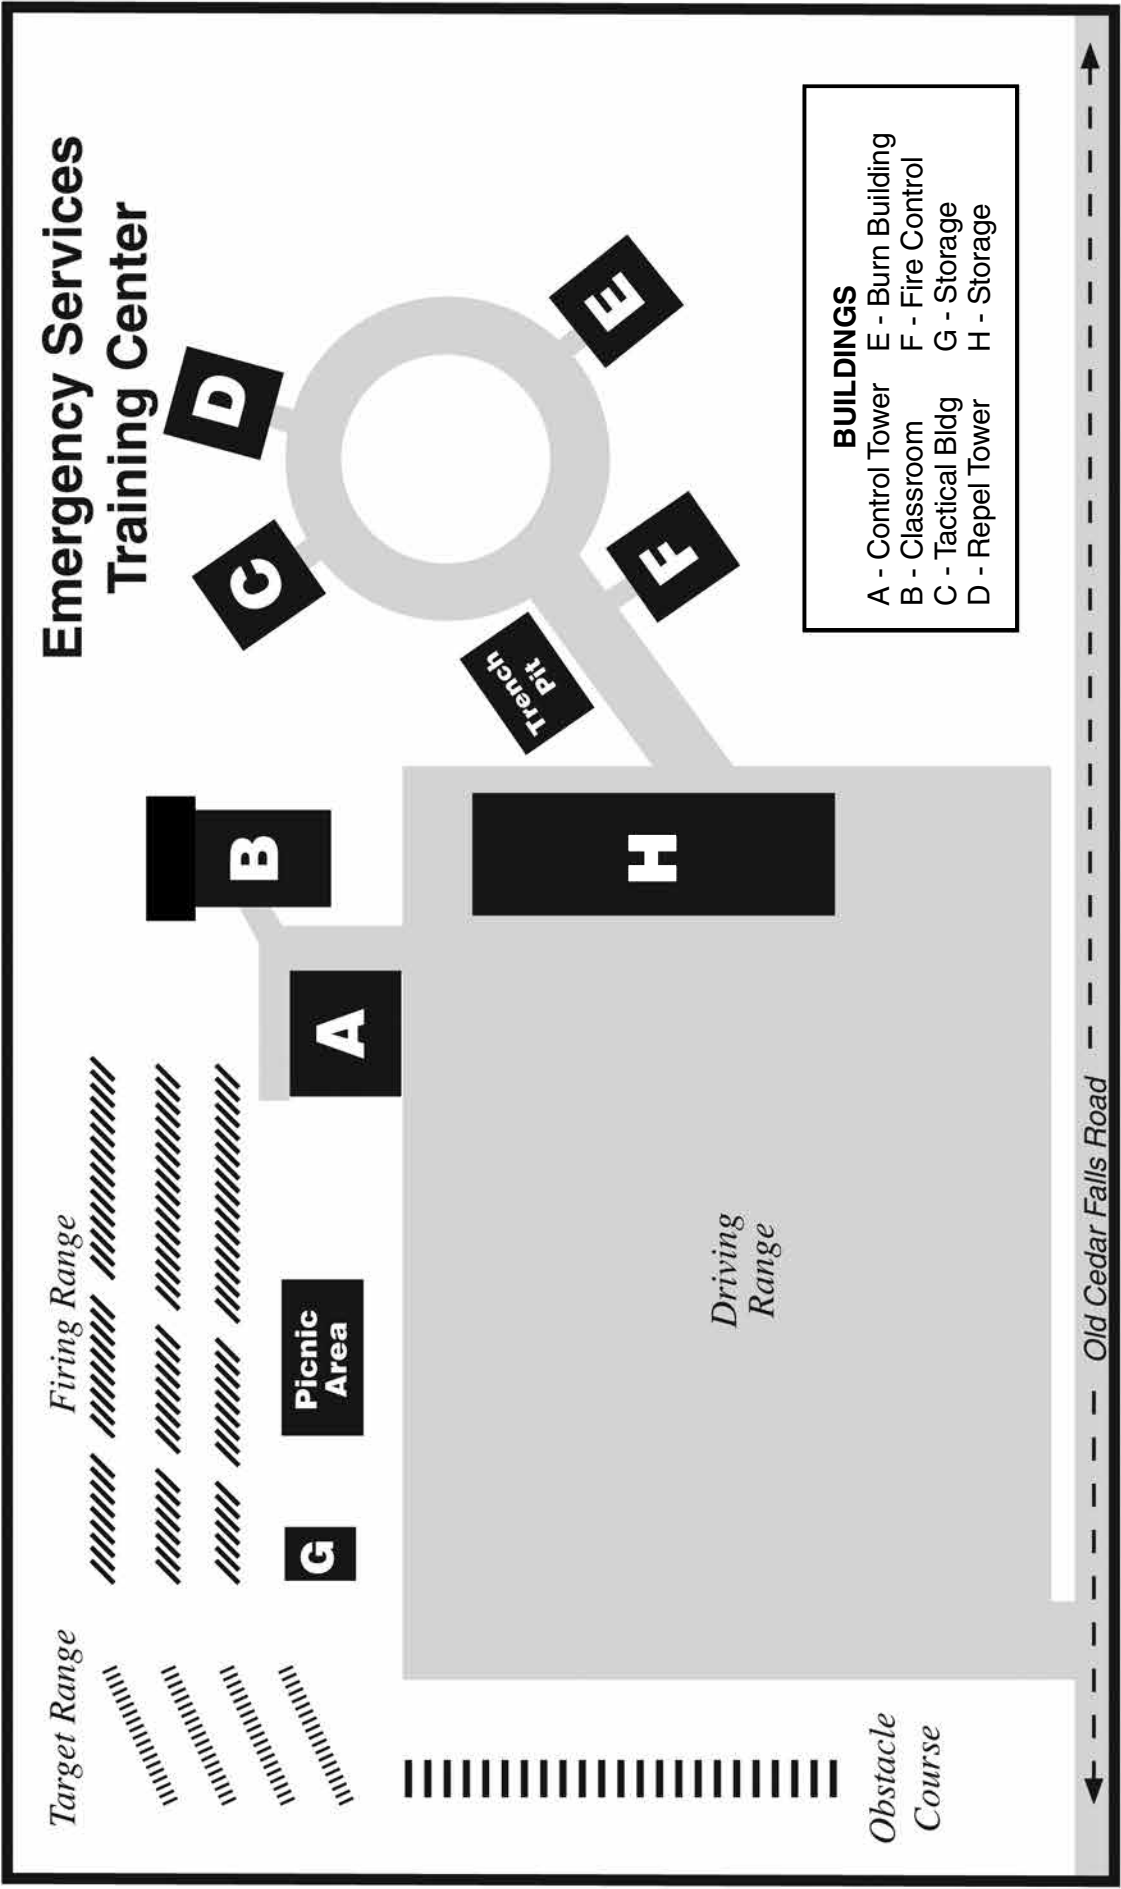 Emergency Services
Training Center
Target Range
Firing Range
G
Picnic
Area
A
B
C
D
E
F
Trench
Pit
H
Driving
Range
Obstacle
Course
BUILDINGS
A - Control Tower E - Burn Building
B - Classroom F - Fire Control
C - Tactical Bldg G - Storage
D - Repel Tower H - Storage
Old Cedar Falls Road